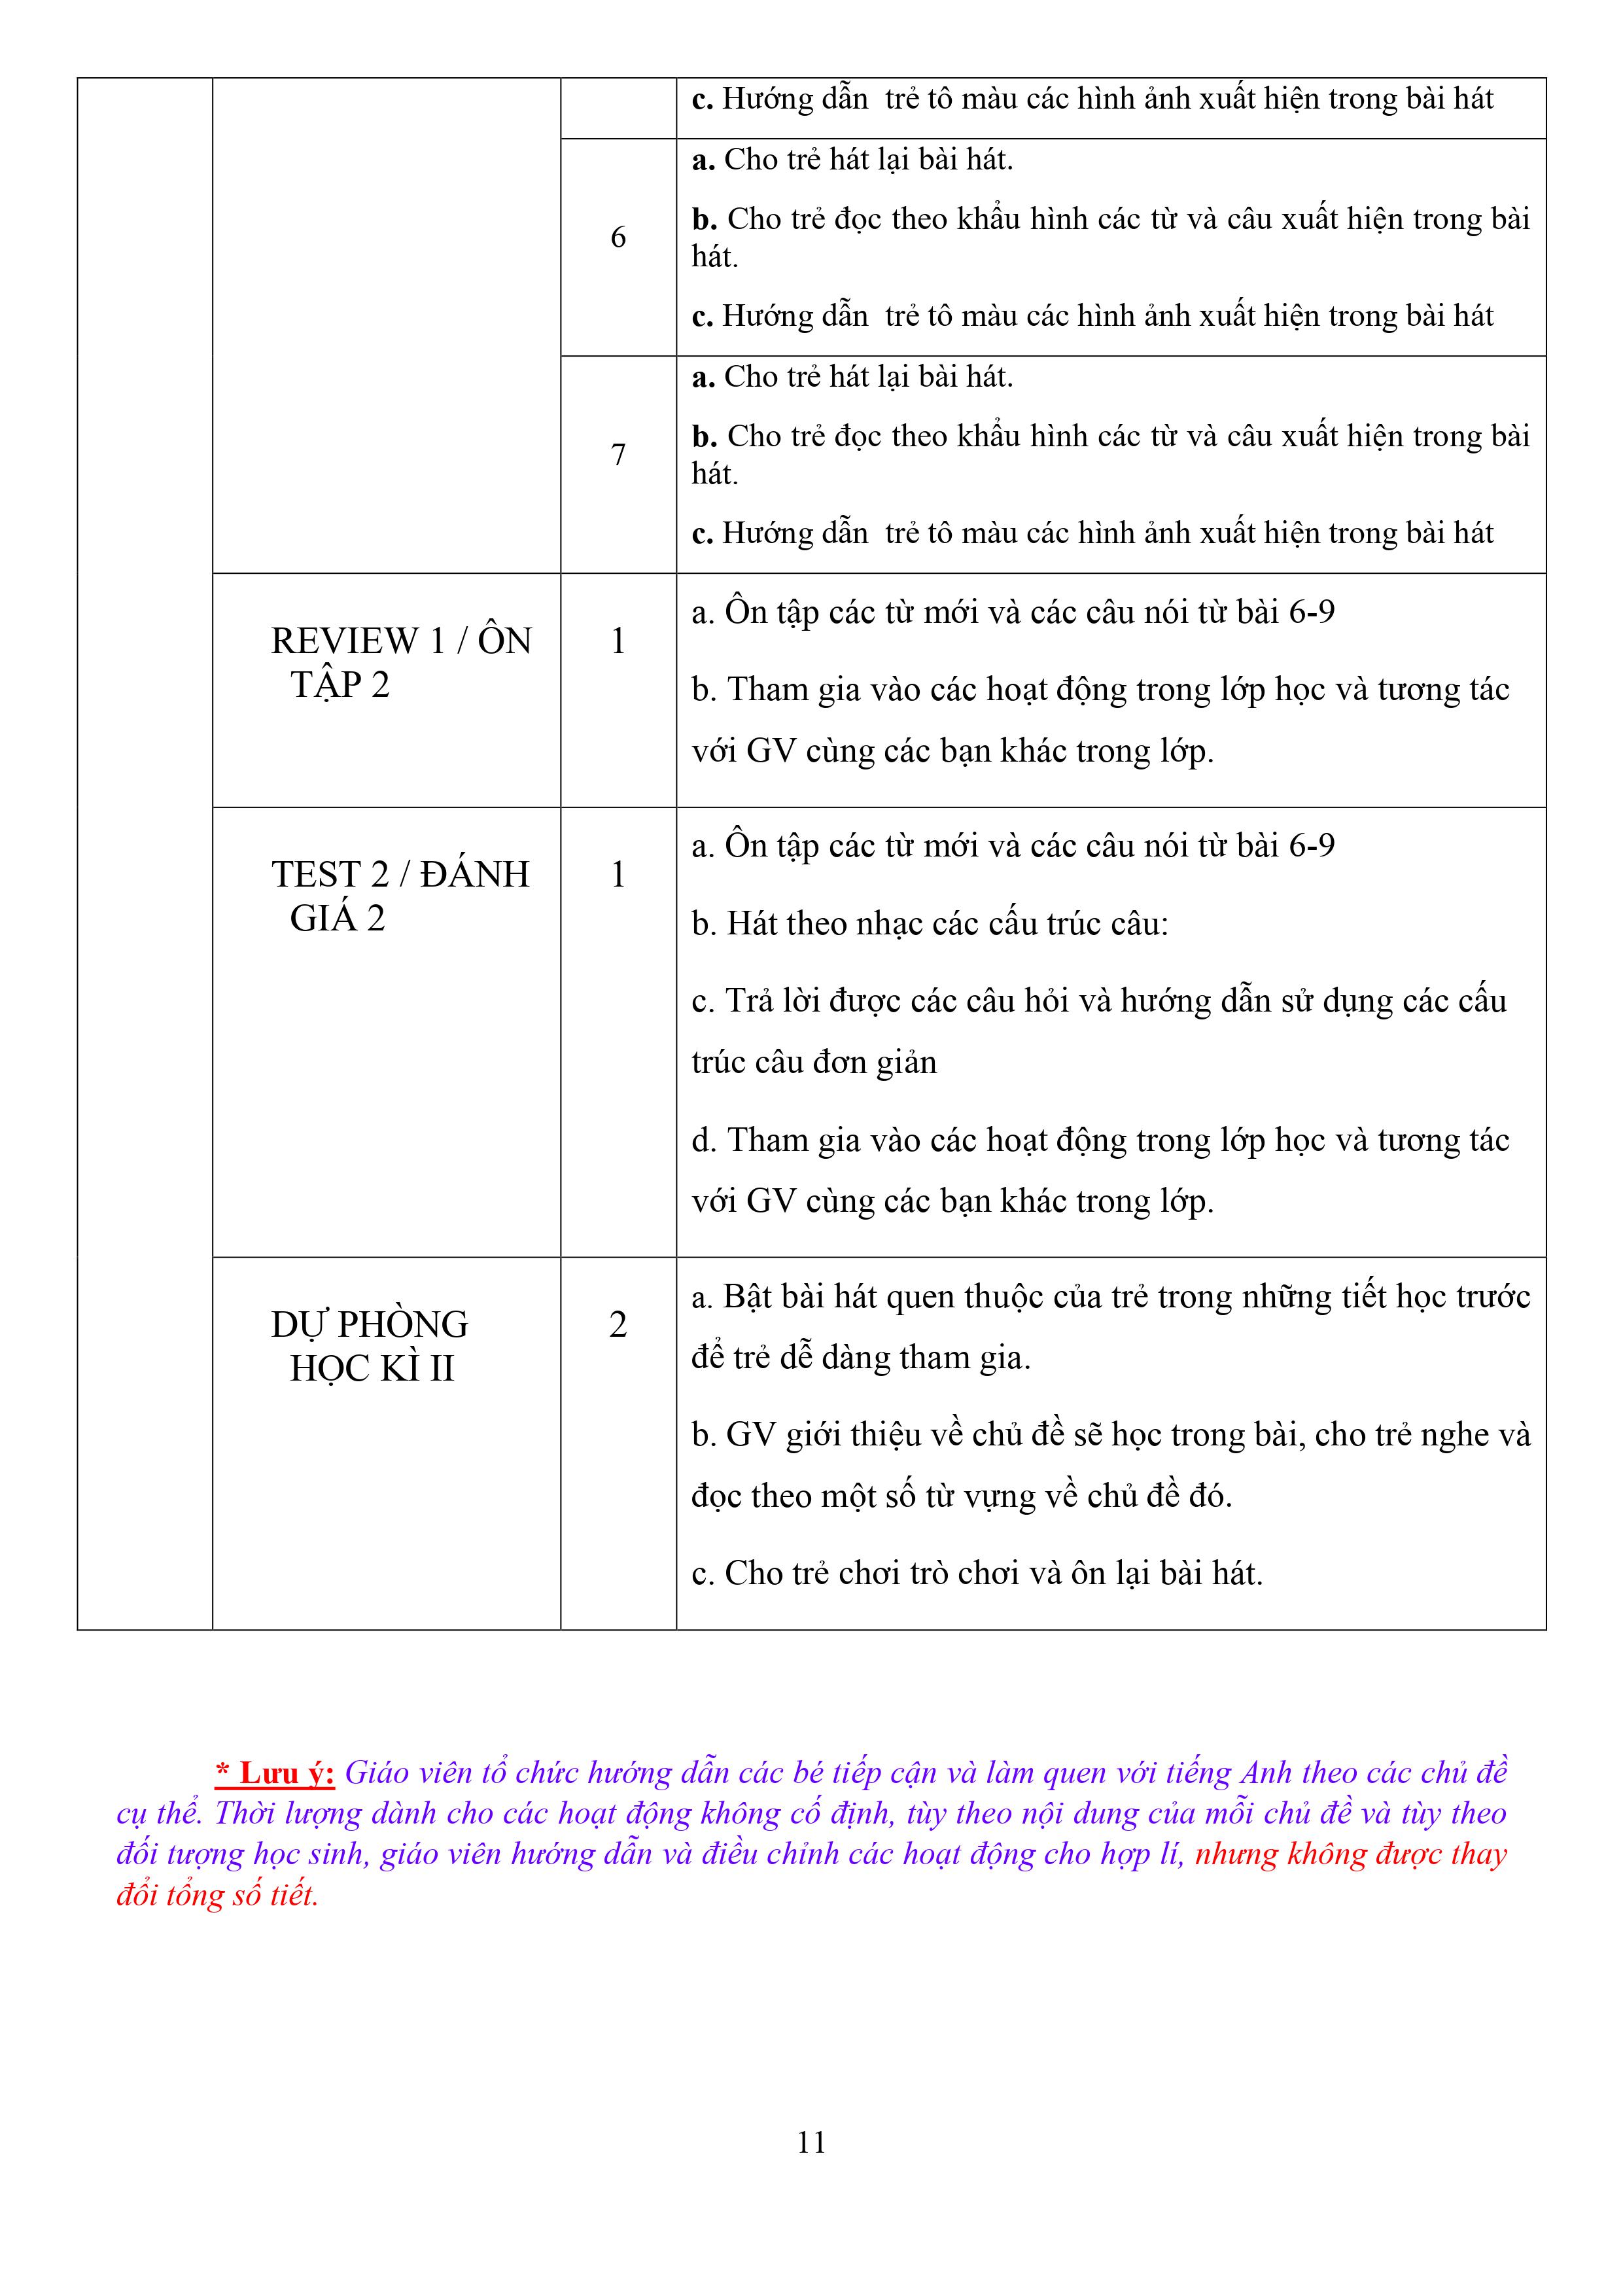 c. Hướng dẫn  trẻ tô màu các hình ảnh xuất hiện trong bài hát
6
a. Cho trẻ hát lại bài hát.
b. Cho trẻ đọc theo khẩu hình các từ và câu xuất hiện trong bài
hát.
c. Hướng dẫn  trẻ tô màu các hình ảnh xuất hiện trong bài hát
7
a. Cho trẻ hát lại bài hát.
b. Cho trẻ đọc theo khẩu hình các từ và câu xuất hiện trong bài
hát.
c. Hướng dẫn  trẻ tô màu các hình ảnh xuất hiện trong bài hát
REVIEW 1 / ÔN
TẬP 2
1
a. Ôn tập các từ mới và các câu nói từ bài 6-9
b. Tham gia vào các hoạt động trong lớp học và tương tác
với GV cùng các bạn khác trong lớp.
TEST 2 / ĐÁNH
GIÁ 2
1
a. Ôn tập các từ mới và các câu nói từ bài 6-9
b. Hát theo nhạc các cấu trúc câu:
c. Trả lời được các câu hỏi và hướng dẫn sử dụng các cấu
trúc câu đơn giản
d. Tham gia vào các hoạt động trong lớp học và tương tác
với GV cùng các bạn khác trong lớp.
DỰ PHÒNG
HỌC KÌ II
2
a. Bật bài hát quen thuộc của trẻ trong những tiết học trước
để trẻ dễ dàng tham gia.
b. GV giới thiệu về chủ đề sẽ học trong bài, cho trẻ nghe và
đọc theo một số từ vựng về chủ đề đó.
c. Cho trẻ chơi trò chơi và ôn lại bài hát.
* Lưu ý: Giáo viên tổ chức hướng dẫn các bé tiếp cận và làm quen với tiếng Anh theo các chủ đề
cụ thể. Thời lượng dành cho các hoạt động không cố định, tùy theo nội dung của mỗi chủ đề và tùy theo
đối tượng học sinh, giáo viên hướng dẫn và điều chỉnh các hoạt động cho hợp lí, nhưng không được thay
đổi tổng số tiết.
11